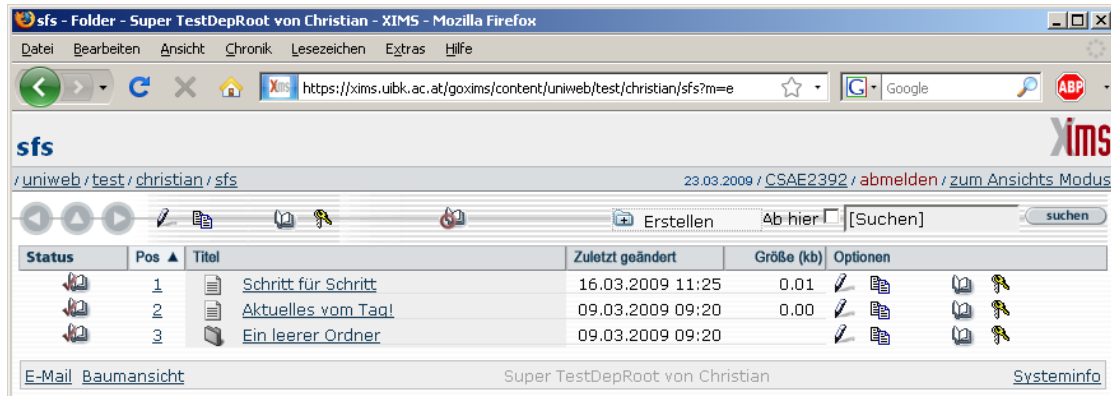 sfs - Folder - Super TestDepRoot von Christian - XIMS - Mozilla Firefox
Datei Bearbeiten Ansicht Chronik Lesezeichen Extras Hilfe
Xims https://xims.uibk.ac.at/goxims/content/uniweb/test/christian/sfs?m=e G Google ABP
sfs Xims
/ uniweb / test / christian / sfs 23.03.2009 / CSAE2392 / abmelden / zum Ansichts Modus
Erstellen Ab hier [Suchen] suchen
Status Pos ▲ Titel Zuletzt geändert Größe (kb) Optionen
1 Schritt für Schritt 16.03.2009 11:25 0.01
2 Aktuelles vom Tag! 09.03.2009 09:20 0.00
3 Ein leerer Ordner 09.03.2009 09:20
E-Mail Baumansicht Super TestDepRoot von Christian Systeminfo